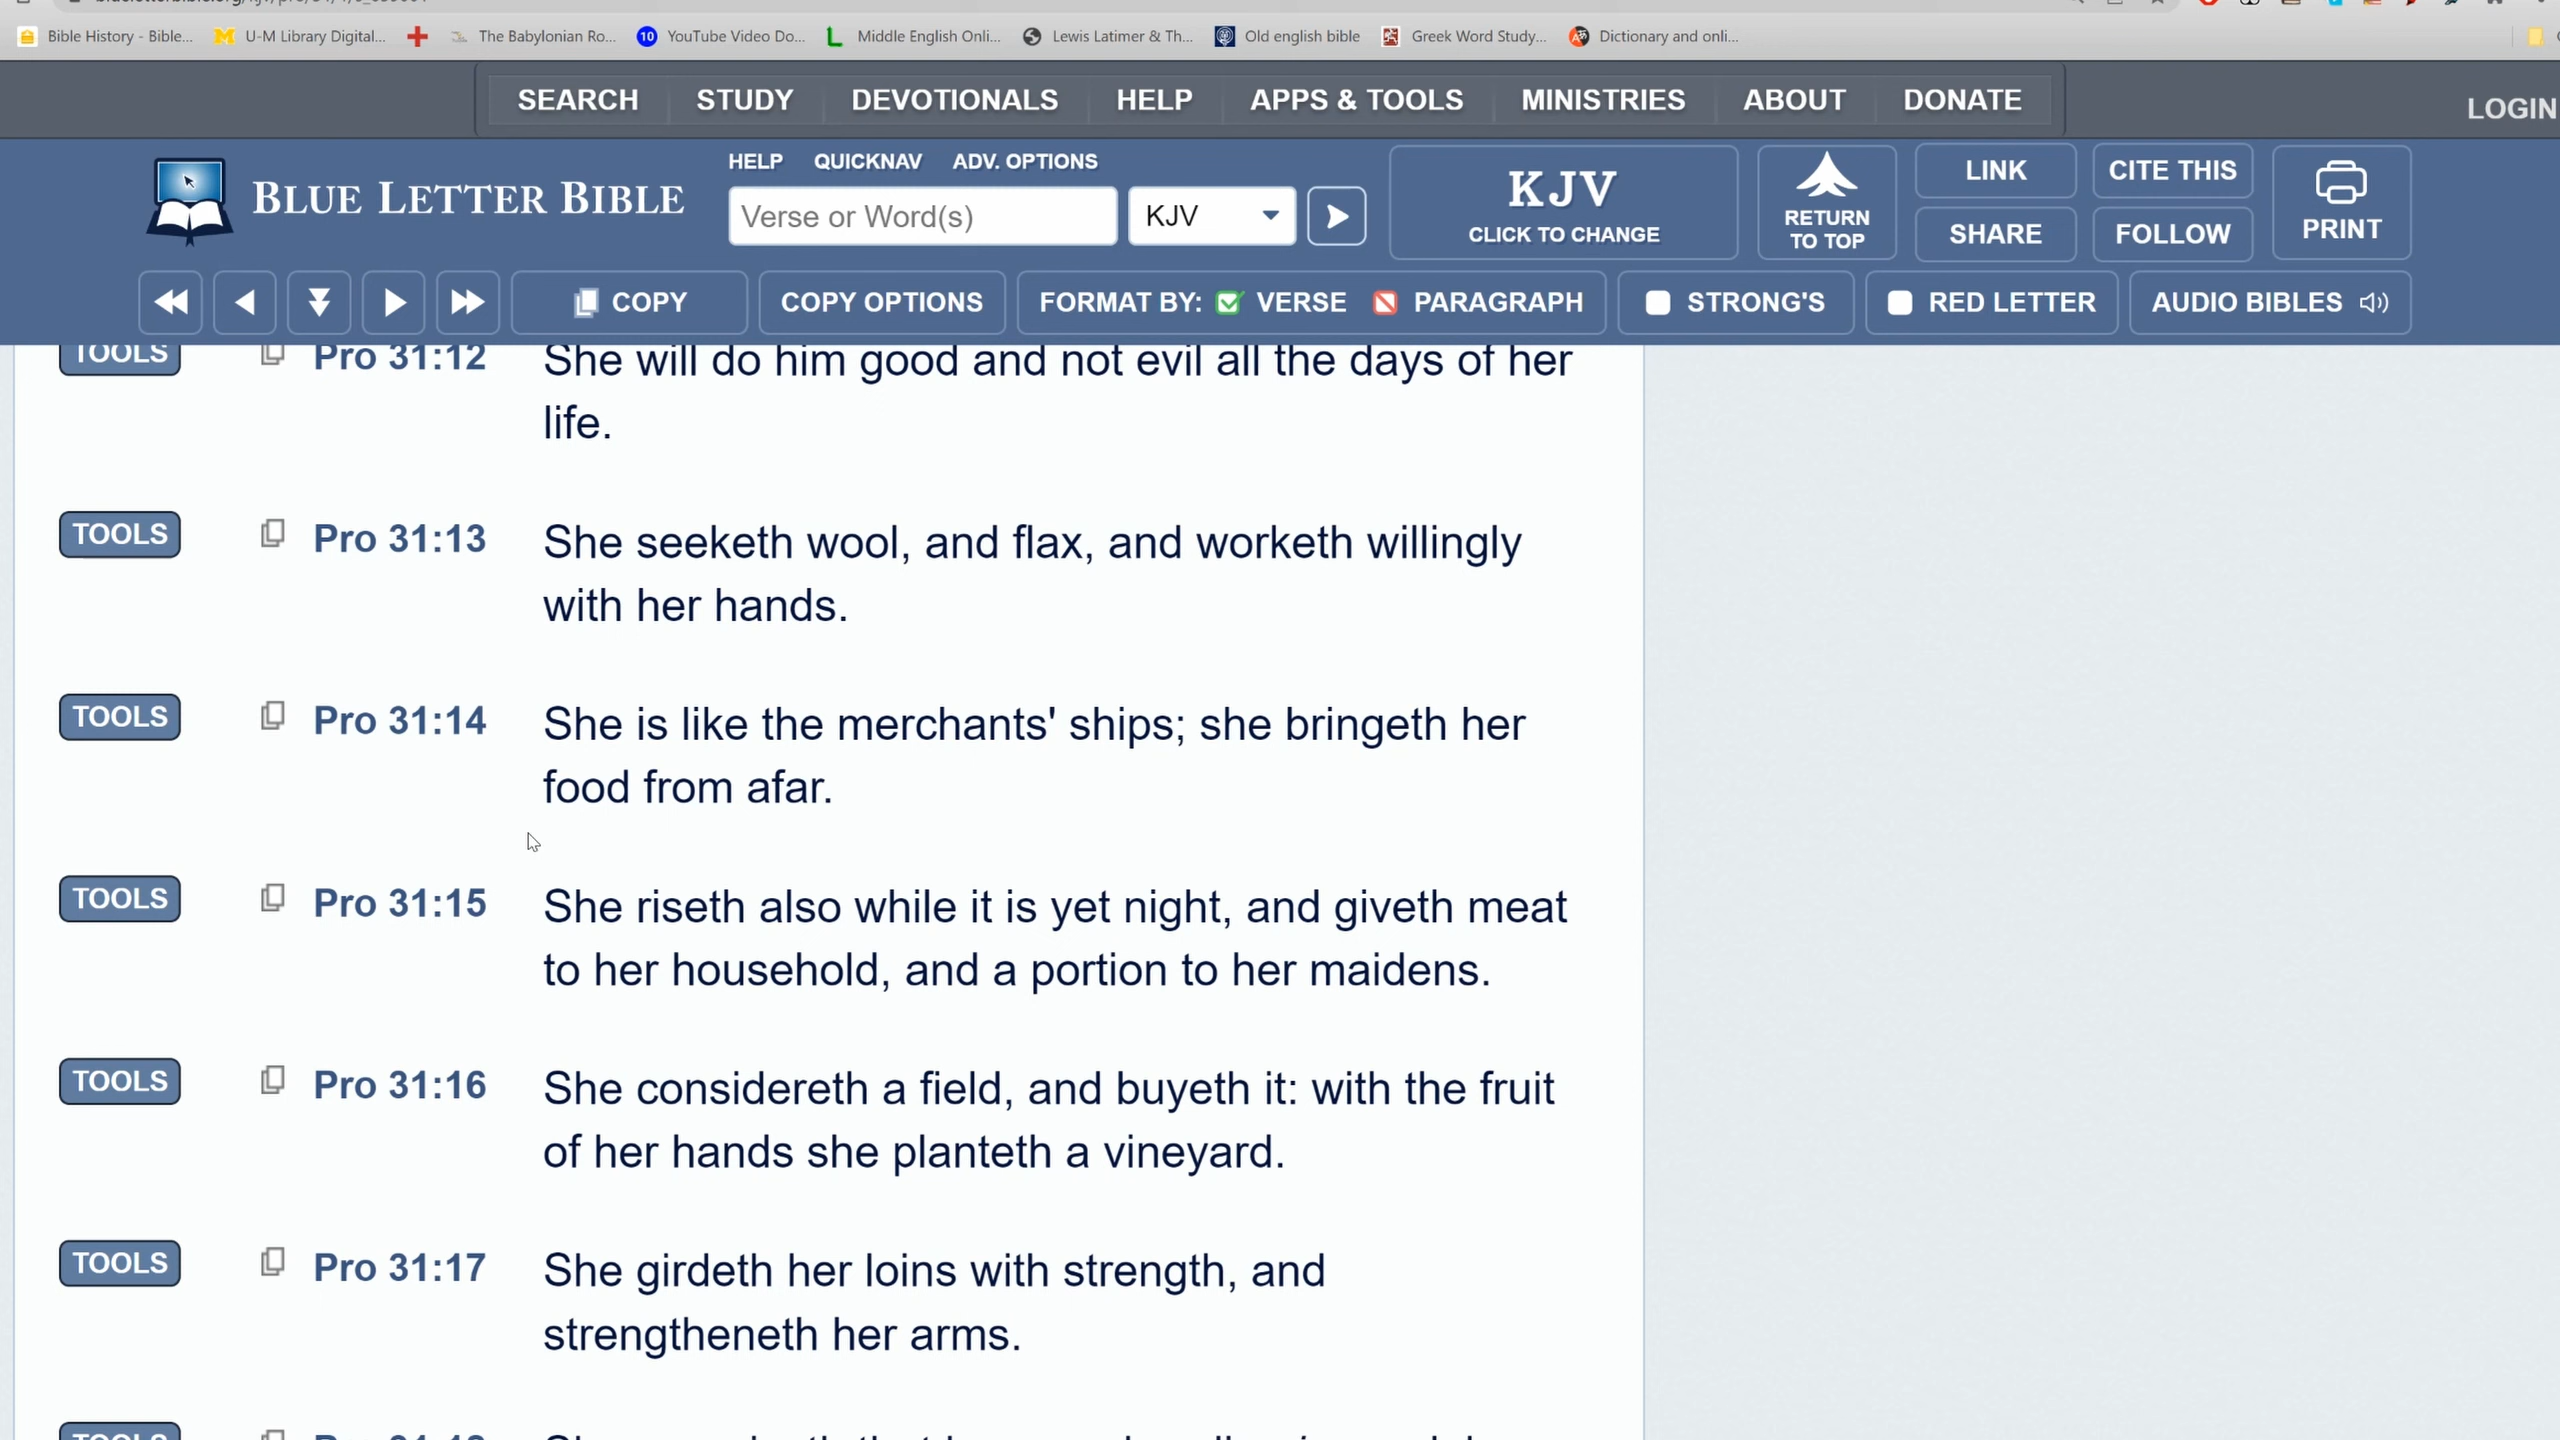 Bible History - Bible... U-M Library Digital... The Babylonian Ro... 10 YouTube Video Do... Middle English Onli... Lewis Latimer & Th... Old english bible Greek Word Study... Dictionary and onli...
SEARCH STUDY DEVOTIONALS HELP APPS & TOOLS MINISTRIES ABOUT DONATE LOGIN
HELP QUICKNAV ADV. OPTIONS
BLUE LETTER BIBLE
Verse or Word(s) KJV
KJV
CLICK TO CHANGE
RETURN
TO TOP
LINK CITE THIS
SHARE FOLLOW
PRINT
COPY COPY OPTIONS FORMAT BY: VERSE PARAGRAPH STRONG'S RED LETTER AUDIO BIBLES
TOOLS Pro 31:12 She will do him good and not evil all the days of her
life.
TOOLS Pro 31:13 She seeketh wool, and flax, and worketh willingly
with her hands.
TOOLS Pro 31:14 She is like the merchants' ships; she bringeth her
food from afar.
TOOLS Pro 31:15 She riseth also while it is yet night, and giveth meat
to her household, and a portion to her maidens.
TOOLS Pro 31:16 She considereth a field, and buyeth it: with the fruit
of her hands she planteth a vineyard.
TOOLS Pro 31:17 She girdeth her loins with strength, and
strengtheneth her arms.